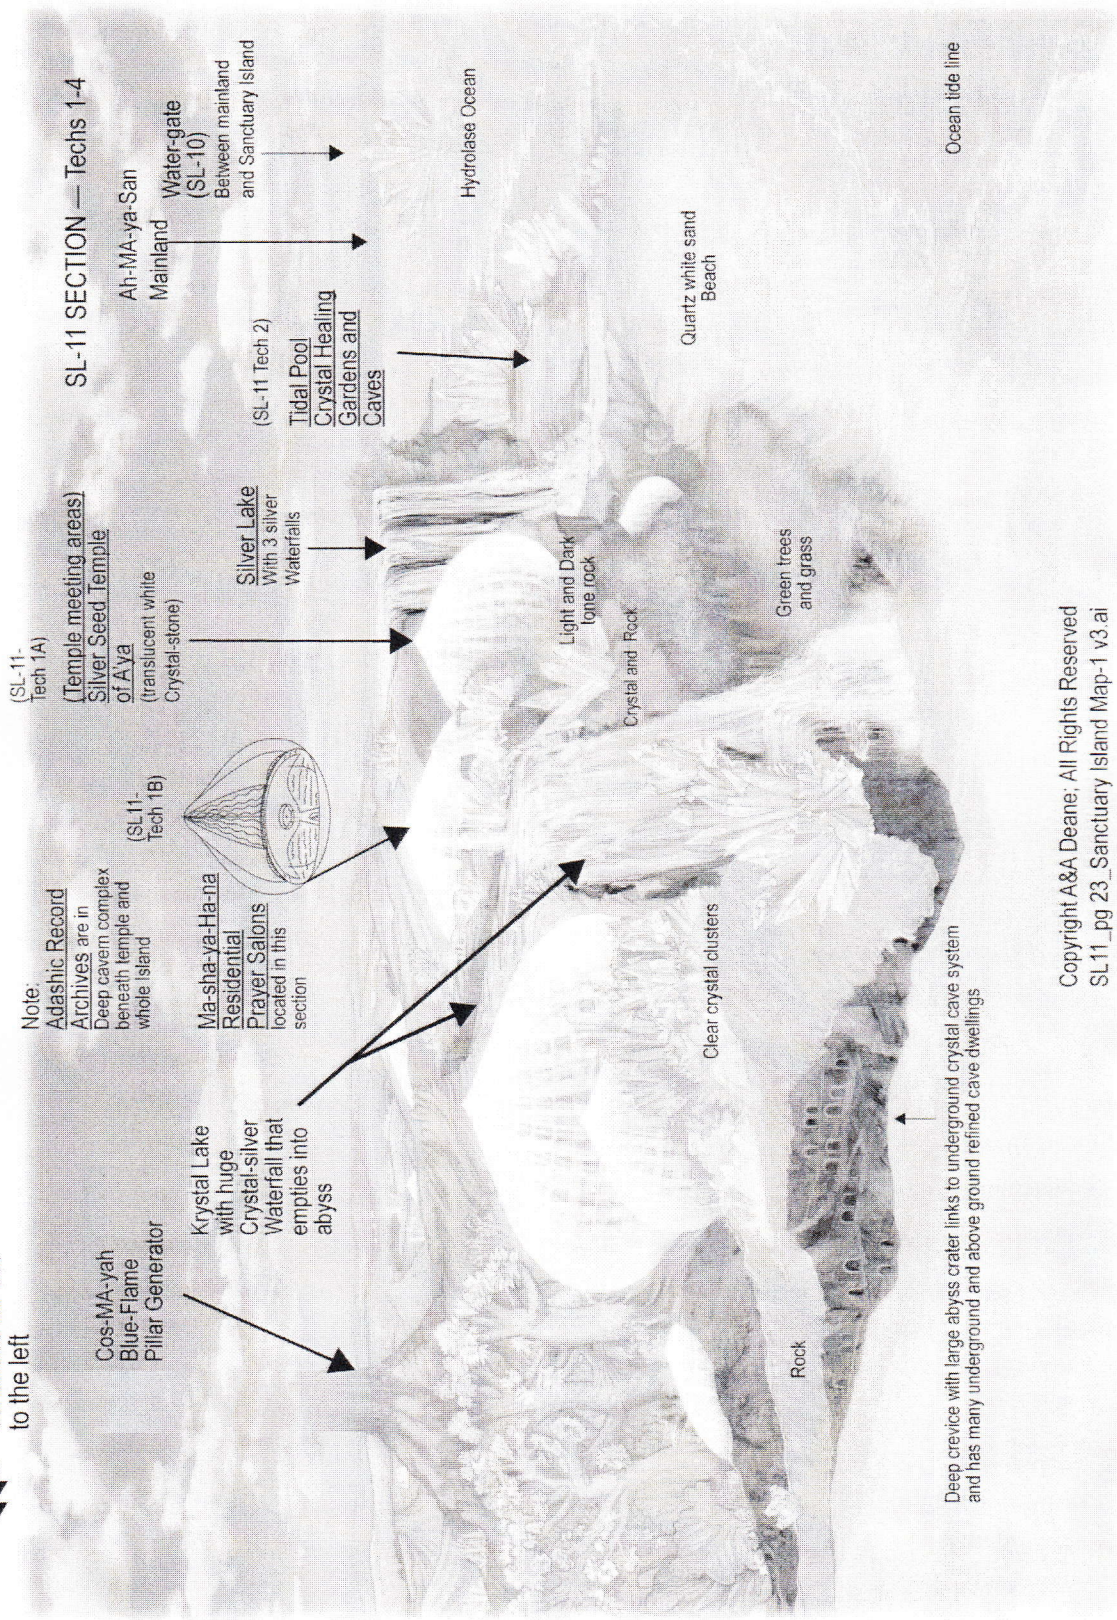 to the left
Cos-MA-yah
Blue-Flame
Pillar Generator
Krystal Lake
with huge
Crystal-silver
Waterfall that
empties into
abyss
Note:
Adashic Record
Archives are in
Deep cavern complex
beneath temple and
whole Island
(SL11-
Tech 1B)
Ma-sha-ya-Ha-na
Residential
Prayer Salons
located in this
section
(SL-11-
Tech 1A)
(Temple meeting areas)
Silver Seed Temple
of A'ya
(translucent white
Crystal-stone)
Silver Lake
With 3 silver
Waterfalls
SL-11 SECTION — Techs 1-4
Ah-MA-ya-San
Mainland
Water-gate
(SL-10)
Between mainland
and Sanctuary Island
(SL-11 Tech 2)
Tidal Pool
Crystal Healing
Gardens and
Caves
Hydrolase Ocean
Light and Dark
tone rock
Crystal and Rock
Quartz white sand
Beach
Clear crystal clusters
Green trees
and grass
Rock
Ocean tide line
Deep crevice with large abyss crater links to underground crystal cave system
and has many underground and above ground refined cave dwellings
Copyright A&A Deane; All Rights Reserved
SL11_pg 23_Sanctuary Island Map-1 v3.ai